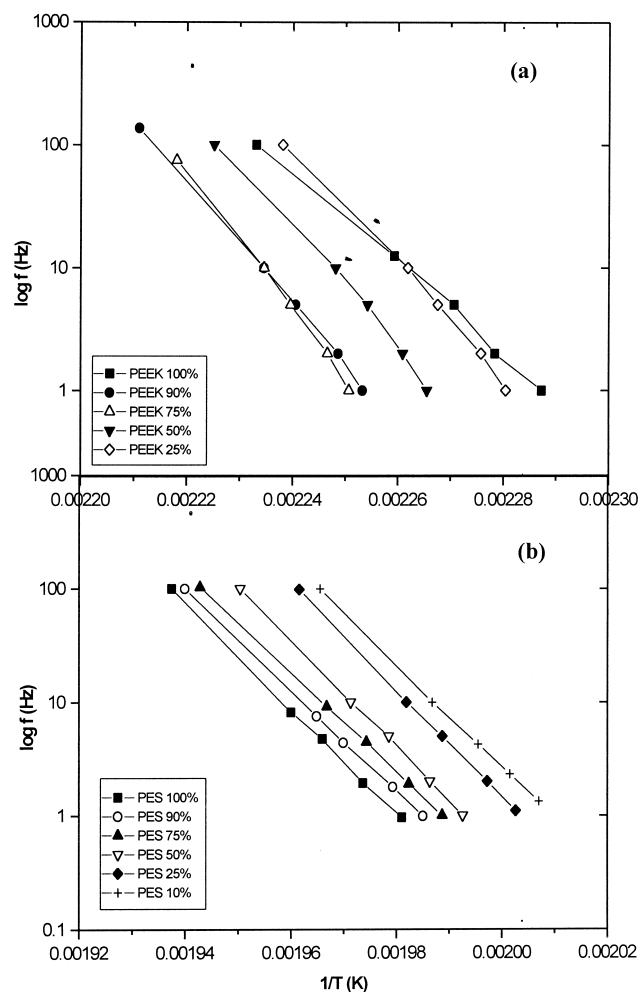 1000
(a)
100
log f (Hz)
10
1
PEEK 100%
PEEK 90%
PEEK 75%
PEEK 50%
PEEK 25%
1000
0.00220 0.00222 0.00224 0.00226 0.00228 0.00230
(b)
100
log f (Hz)
10
1
PES 100%
PES 90%
PES 75%
PES 50%
PES 25%
PES 10%
0.1
0.00192 0.00194 0.00196 0.00198 0.00200 0.00202
1/T (K)